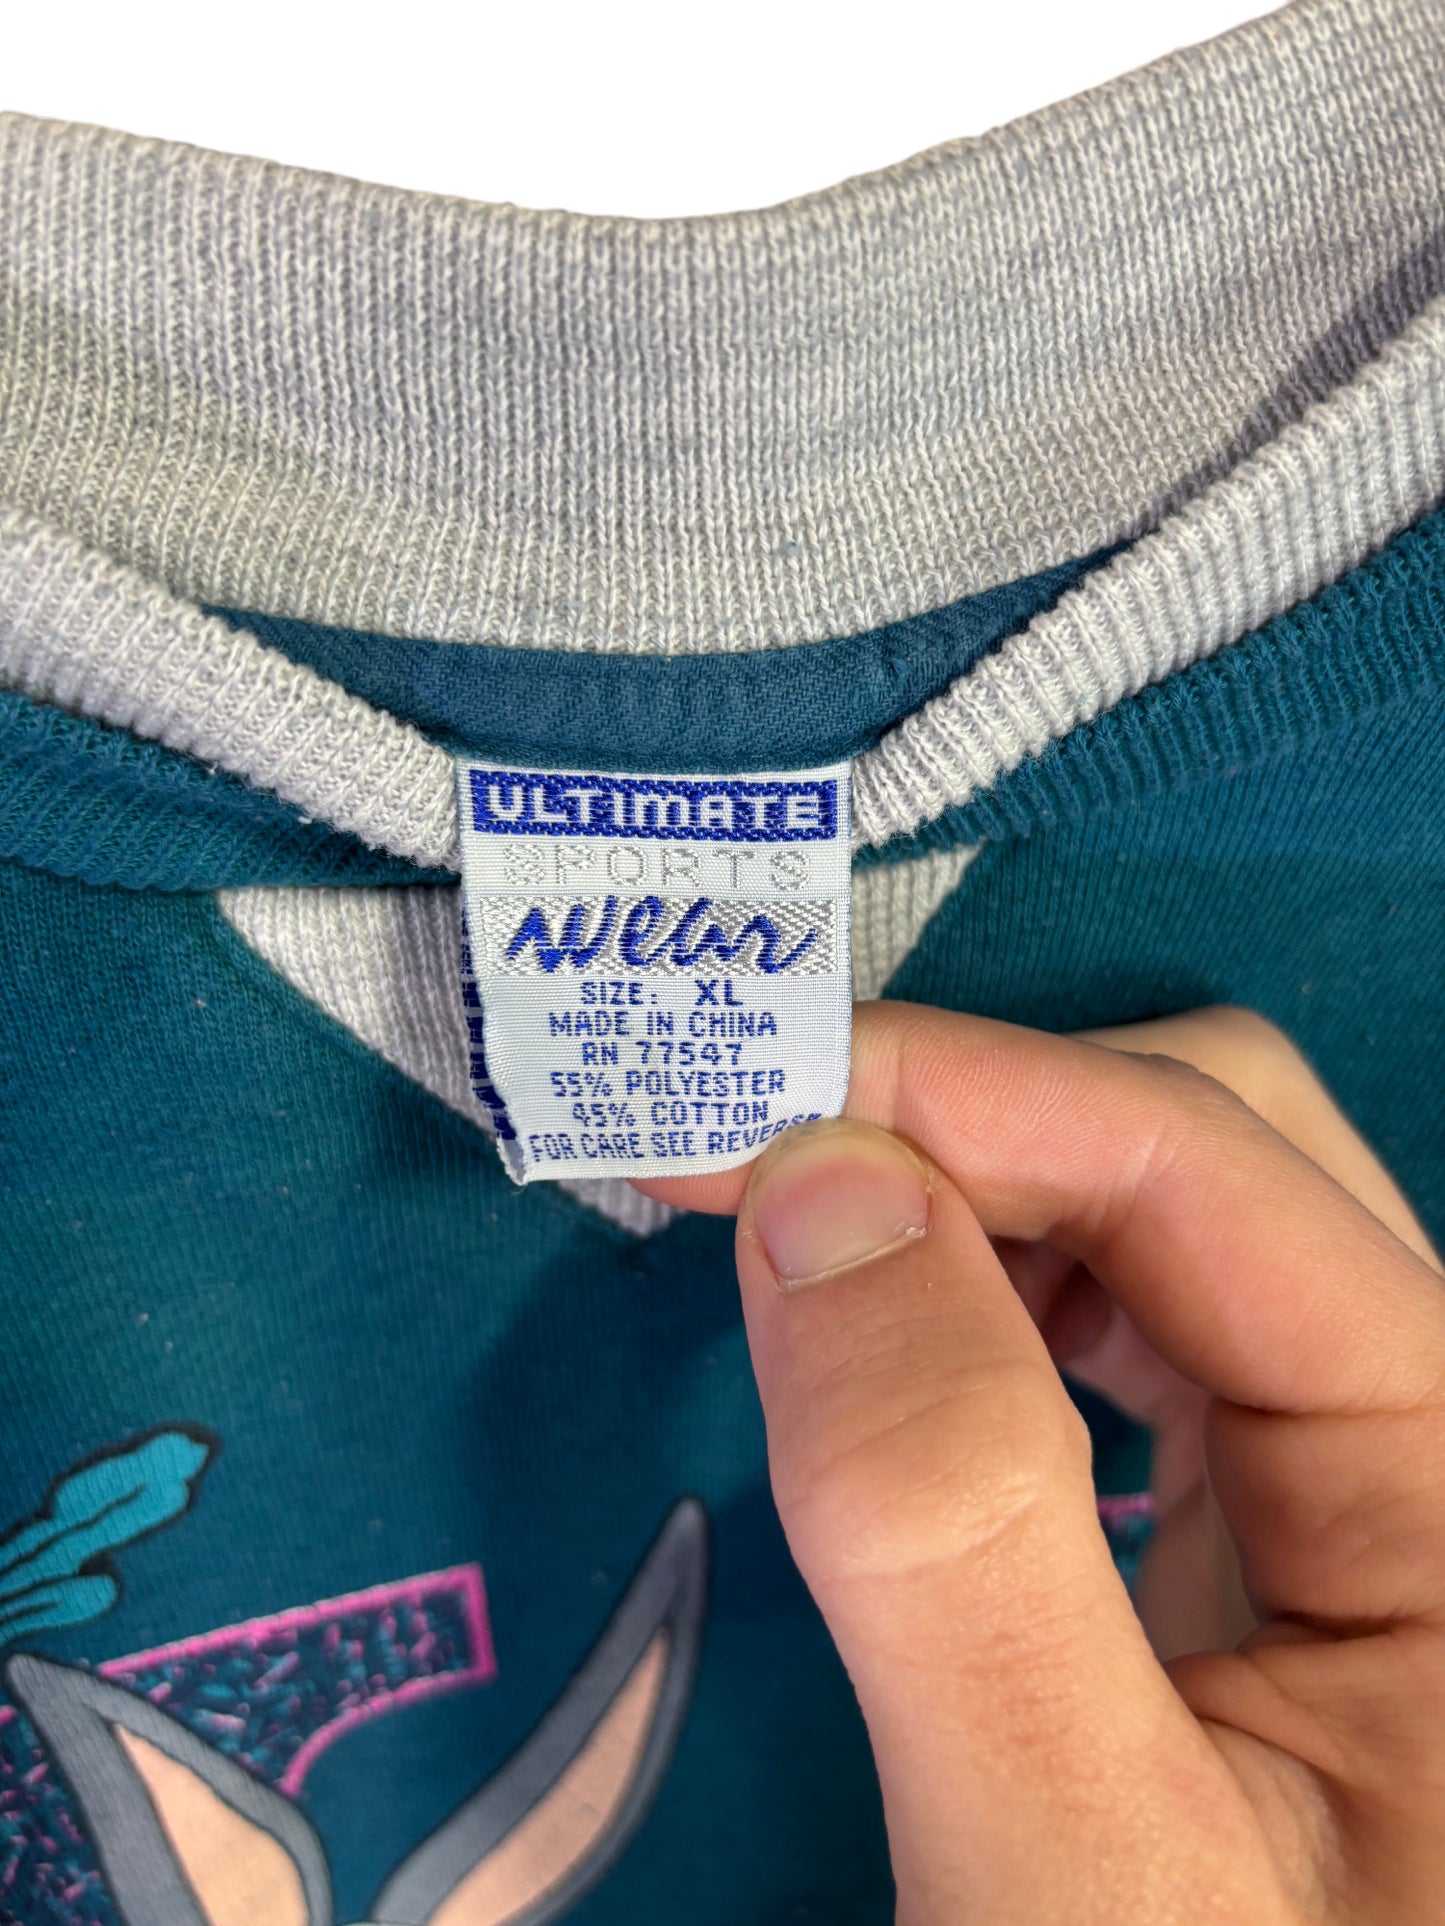 ULTIMATE
SPORTS
Wear
SIZE: XL
MADE IN CHINA
RN 77547
55% POLYESTER
45% COTTON
FOR CARE SEE REVERSE